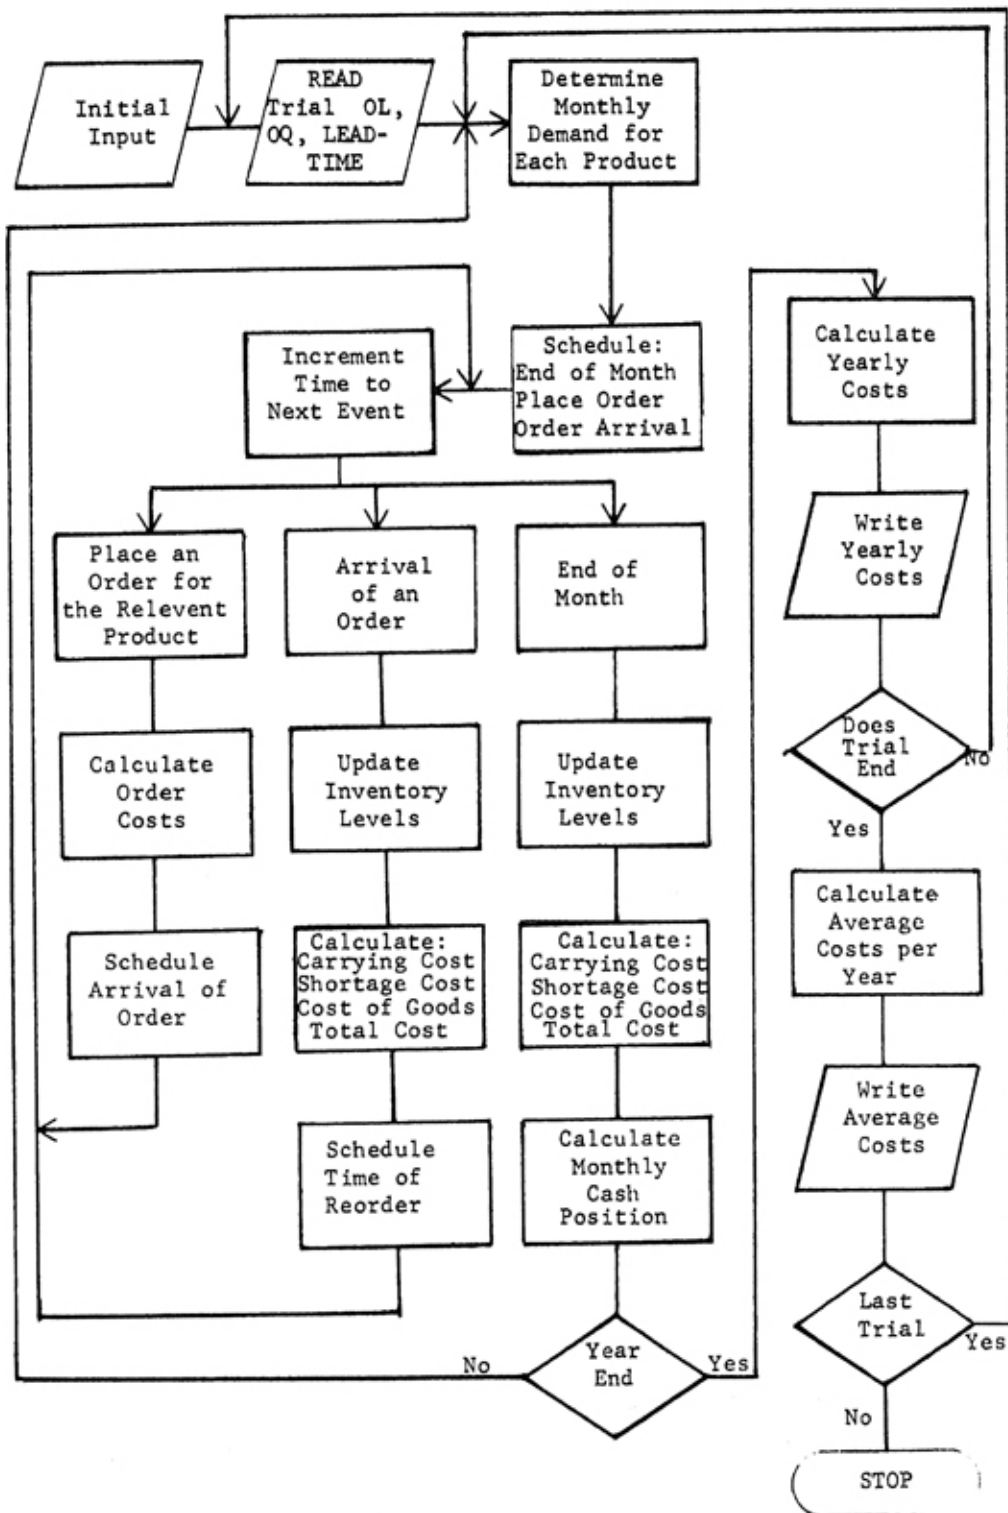 Initial
Input
READ
Trial OL,
OQ, LEAD-
TIME
Determine
Monthly
Demand for
Each Product
Schedule:
End of Month
Place Order
Order Arrival
Increment
Time to
Next Event
Place an
Order for
the Relevent
Product
Calculate
Order
Costs
Schedule
Arrival of
Order
Arrival
of an
Order
Update
Inventory
Levels
Calculate:
Carrying Cost
Shortage Cost
Cost of Goods
Total Cost
Schedule
Time of
Reorder
End of
Month
Update
Inventory
Levels
Calculate:
Carrying Cost
Shortage Cost
Cost of Goods
Total Cost
Calculate
Monthly
Cash
Position
Year
End
No
Yes
Calculate
Yearly
Costs
Write
Yearly
Costs
Does
Trial
End
No
Yes
Calculate
Average
Costs per
Year
Write
Average
Costs
Last
Trial
Yes
No
STOP